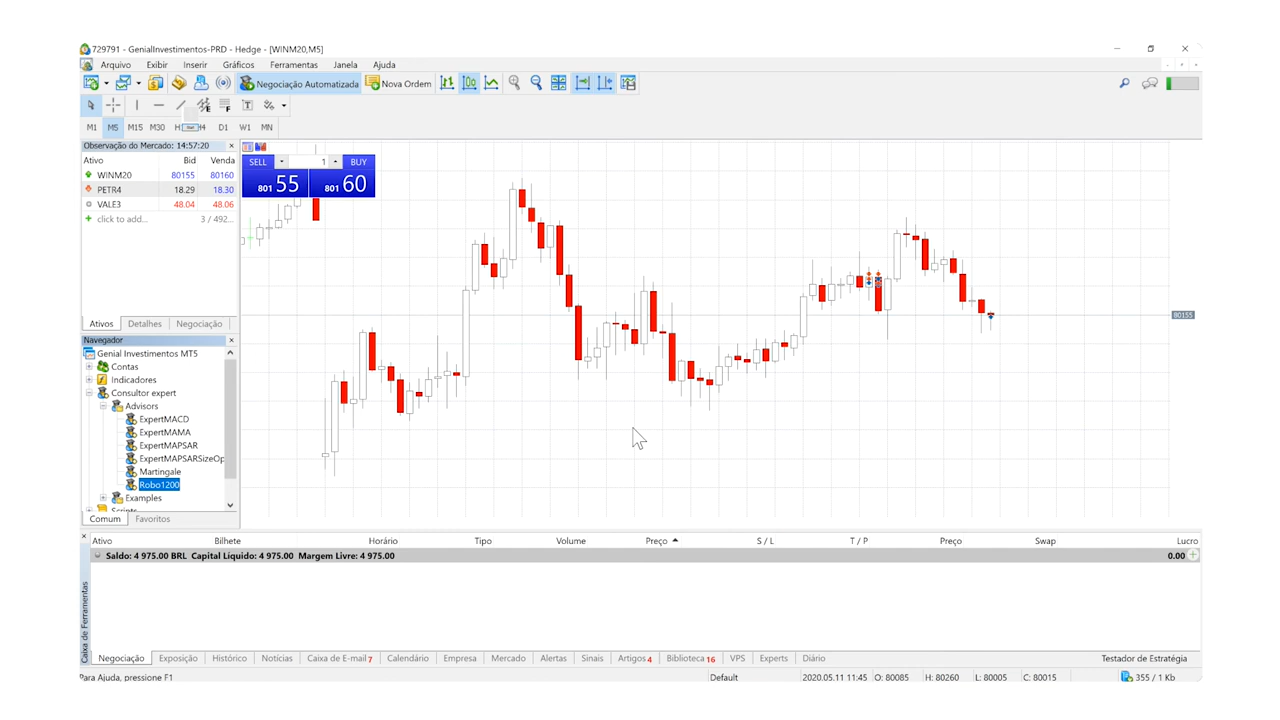 729791 - GenialInvestimentos-PRD - Hedge - [WINM20,M5]
Arquivo Exibir Inserir Gráficos Ferramentas Janela Ajuda
Negociação Automatizada Nova Ordem
E F T
M1 M5 M15 M30 H H4 D1 W1 MN
Observação do Mercado: 14:57:20
Ativo Bid Venda
WINM20 80155 80160
PETR4 18.29 18.30
VALE3 48.04 48.06
click to add... 3 / 492...
Ativos Detalhes Negociação
SELL 1 BUY
801 55 801 60
80155
Navegador
Genial Investimentos MT5
Contas
Indicadores
Consultor expert
Advisors
ExpertMACD
ExpertMAMA
ExpertMAPSAR
ExpertMAPSARSizeOp
Martingale
Robo1200
Examples
Scripts
Comum Favoritos
Ativo Bilhete Horário Tipo Volume Preço S / L T / P Preço Swap Lucro
Saldo: 4 975.00 BRL Capital Líquido: 4 975.00 Margem Livre: 4 975.00 0.00
Caixa de Ferramentas
Negociação Exposição Histórico Notícias Caixa de E-mail 7 Calendário Empresa Mercado Alertas Sinais Artigos 4 Biblioteca 16 VPS Experts Diário Testador de Estratégia
Para Ajuda, pressione F1 Default 2020.05.11 11:45 O: 80085 H: 80260 L: 80005 C: 80015 355 / 1 Kb